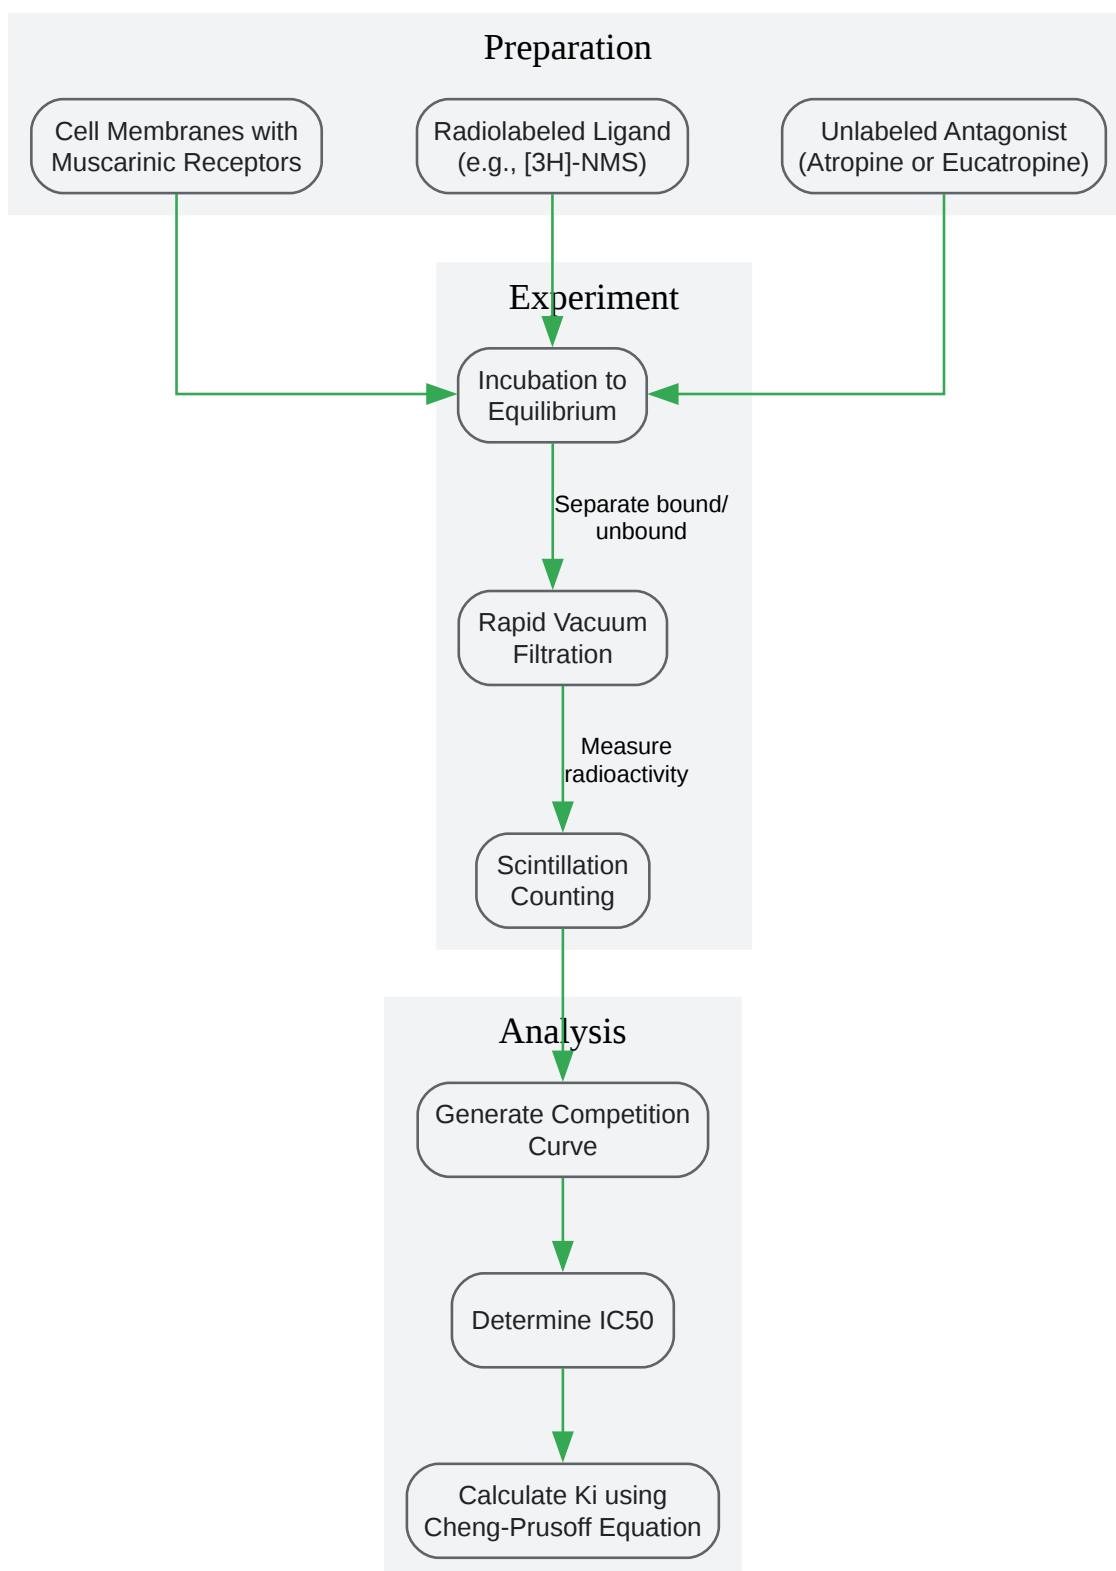 Preparation
Cell Membranes with
Muscarinic Receptors
Radiolabeled Ligand
(e.g., [3H]-NMS)
Unlabeled Antagonist
(Atropine or Eucatropine)
Experiment
Incubation to
Equilibrium
Separate bound/
unbound
Rapid Vacuum
Filtration
Measure
radioactivity
Scintillation
Counting
Analysis
Generate Competition
Curve
Determine IC50
Calculate Ki using
Cheng-Prusoff Equation